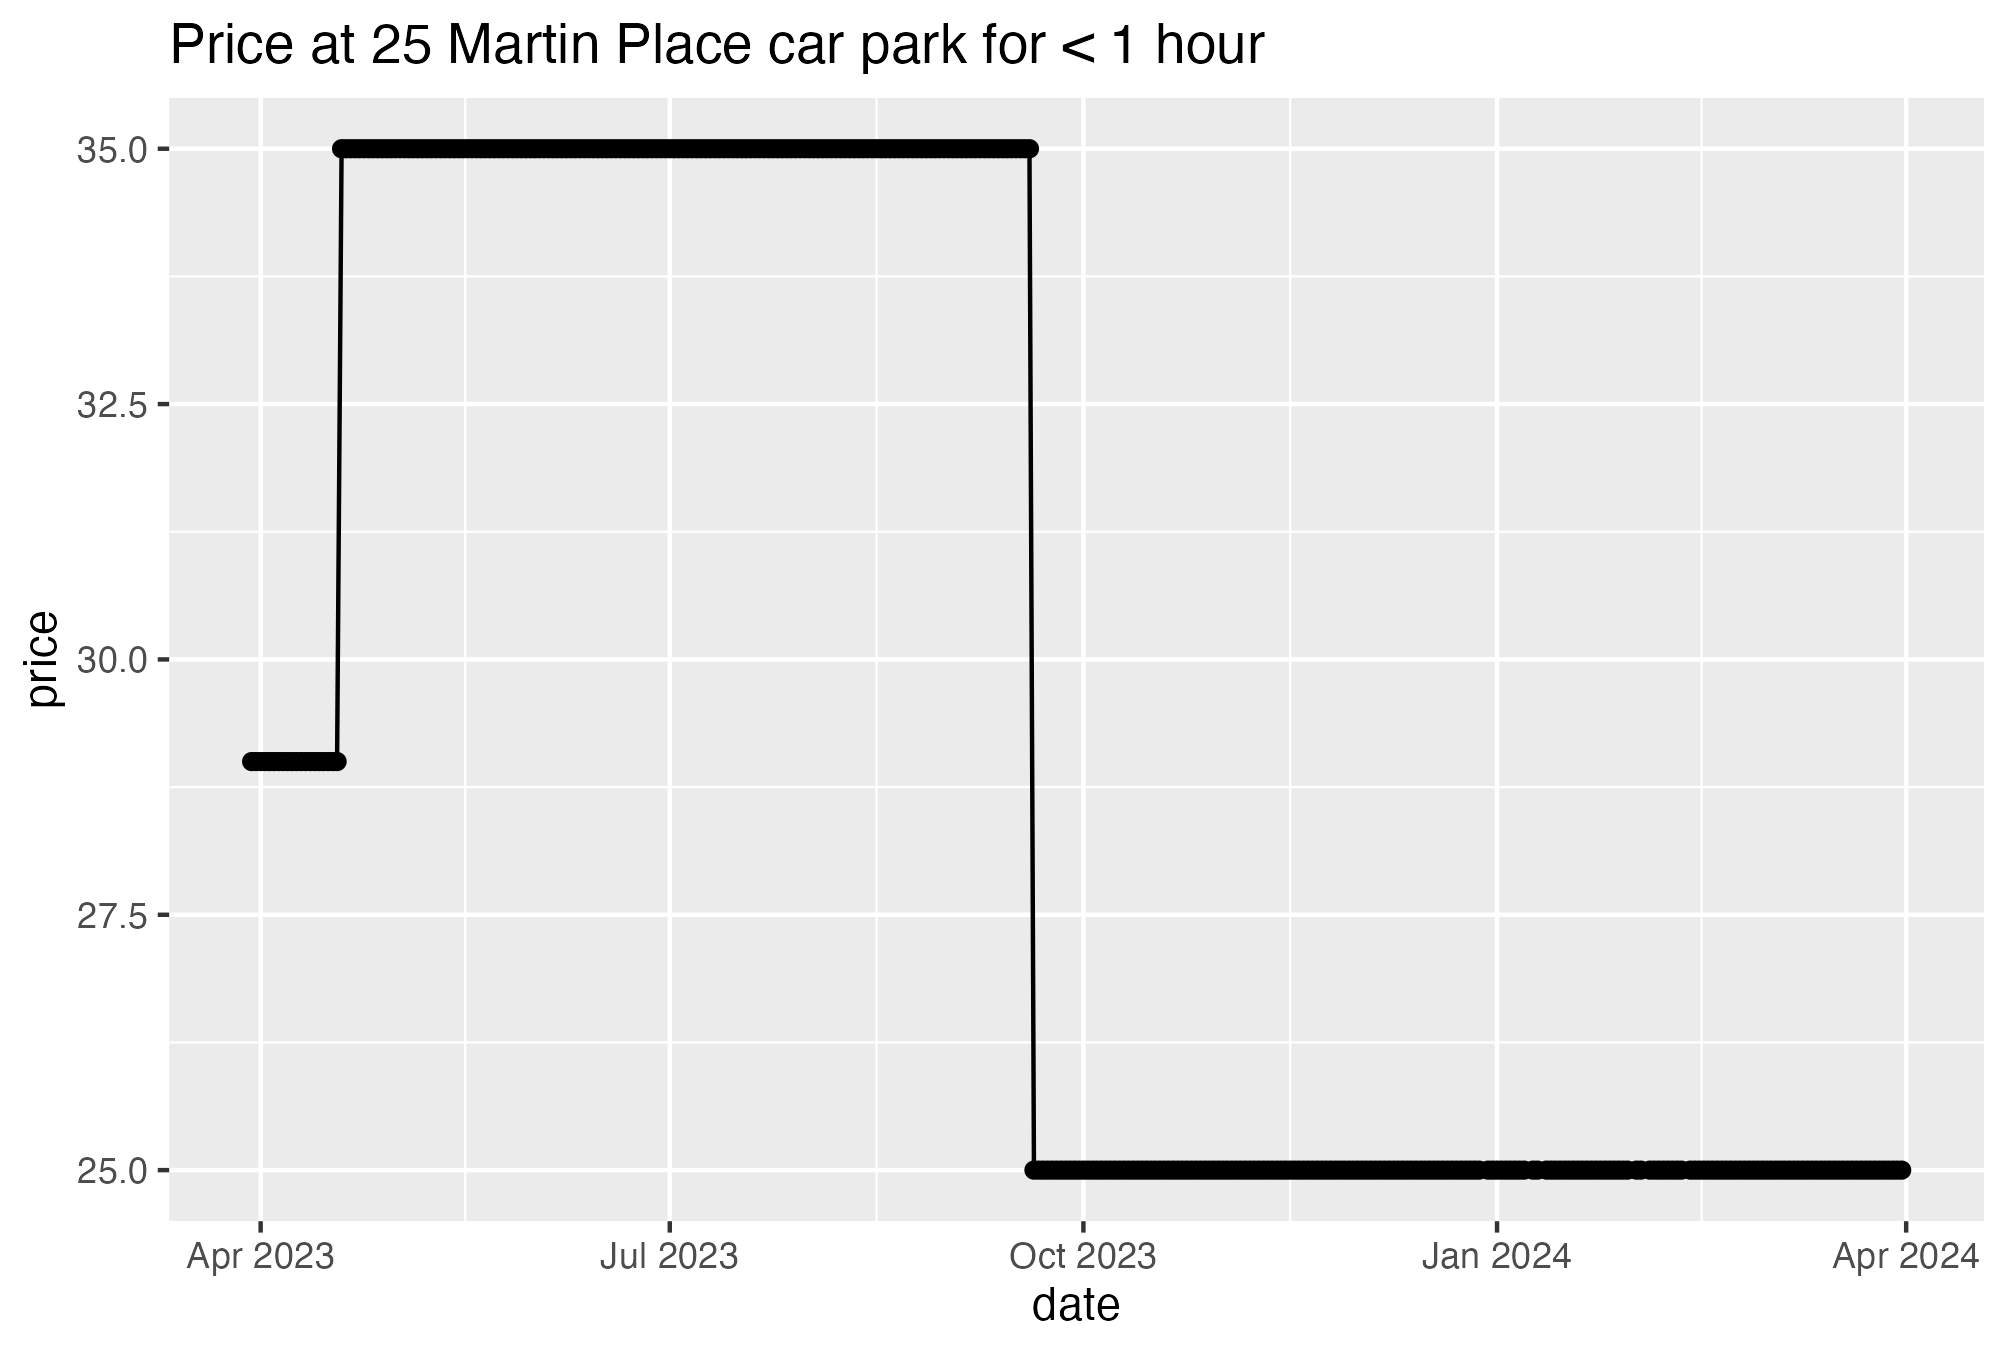 Price at 25 Martin Place car park for < 1 hour
35.0
32.5
30.0
27.5
25.0
price
Apr 2023
Jul 2023
Oct 2023
Jan 2024
Apr 2024
date